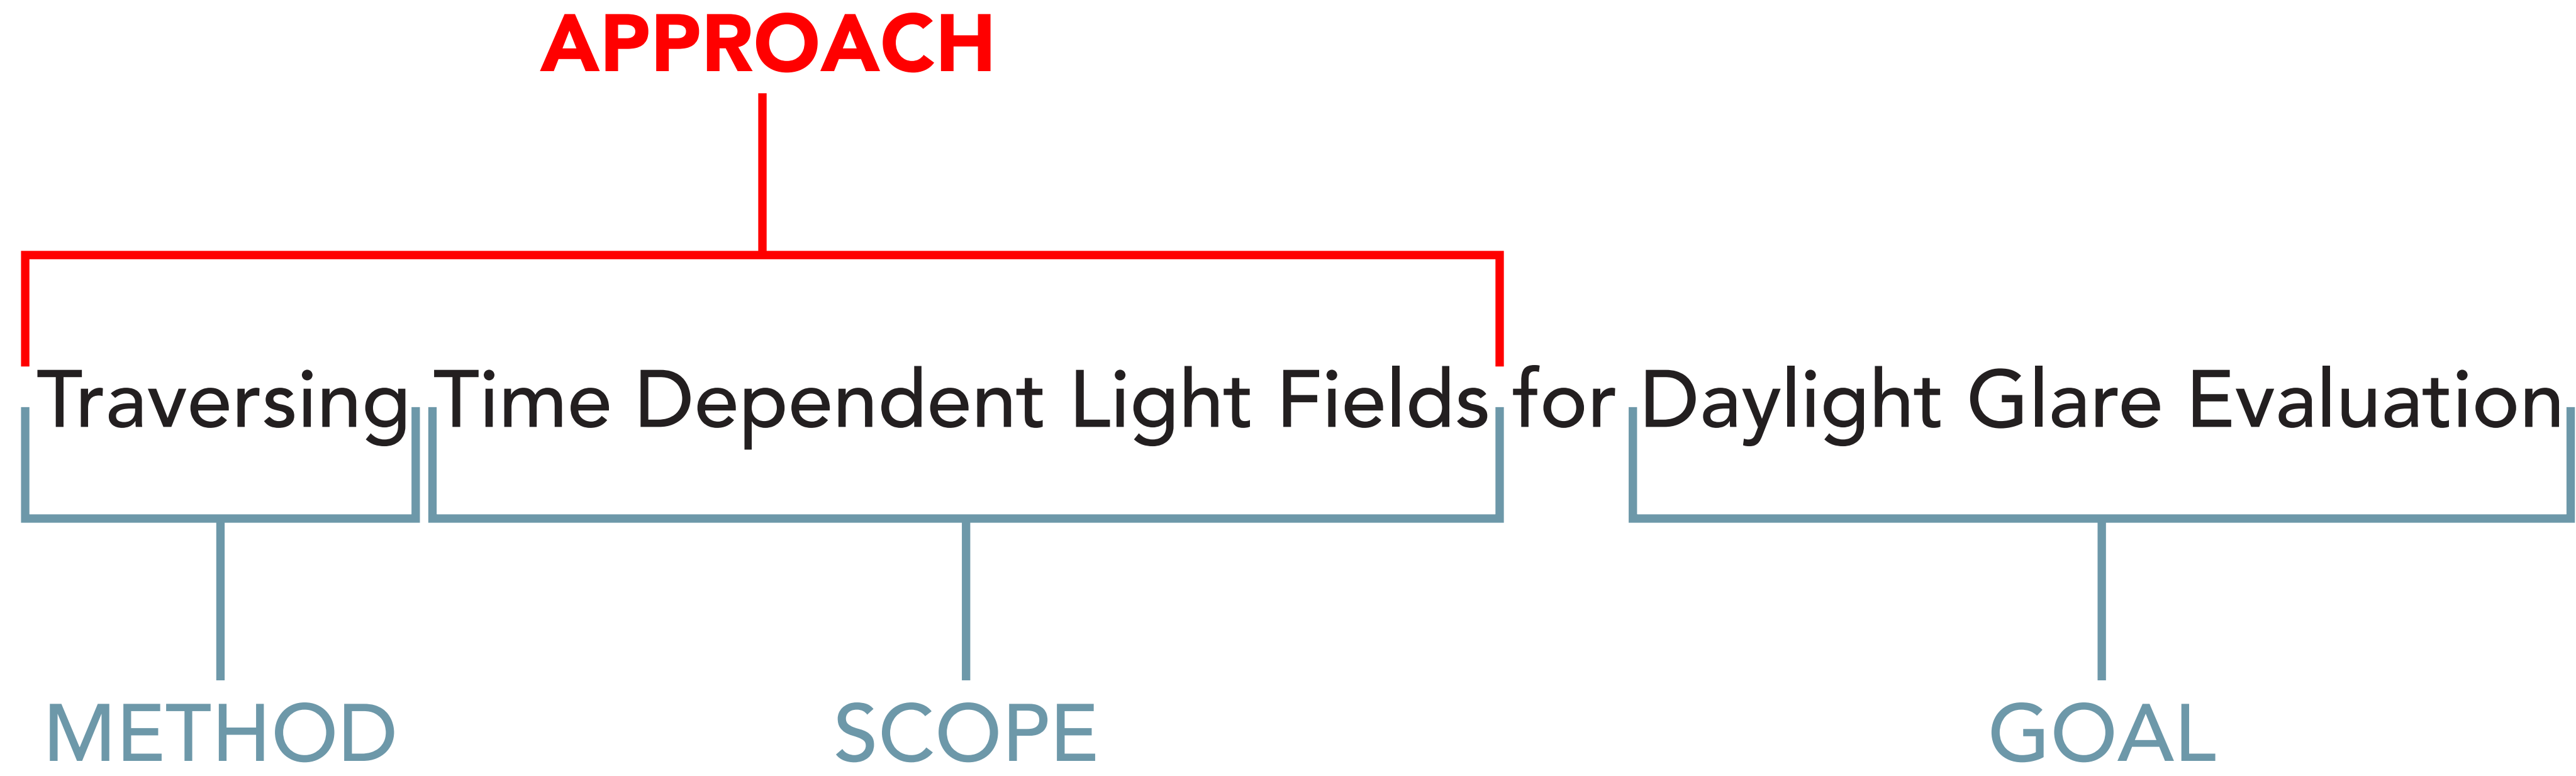 APPROACH
Traversing Time Dependent Light Fields for Daylight Glare Evaluation
METHOD SCOPE GOAL